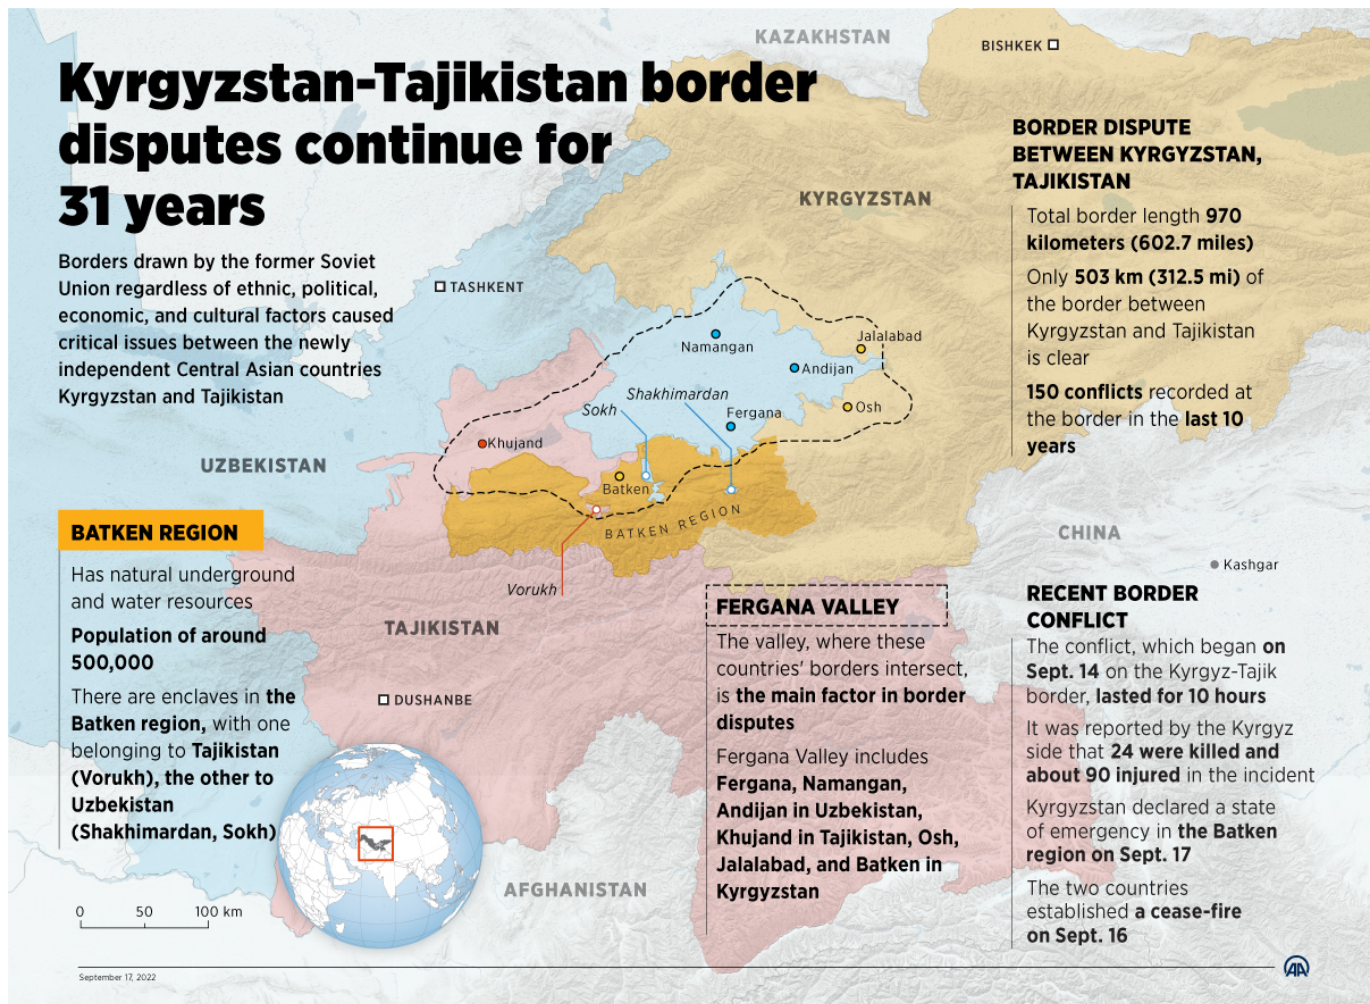 Kyrgyzstan-Tajikistan border
disputes continue for
31 years
Borders drawn by the former Soviet
Union regardless of ethnic, political,
economic, and cultural factors caused
critical issues between the newly
independent Central Asian countries
Kyrgyzstan and Tajikistan
KAZAKHSTAN
BISHKEK
KYRGYZSTAN
TASHKENT
Namangan
Jalalabad
Andijan
Shakhimardan
Sokh
Fergana
Osh
Khujand
UZBEKISTAN
Batken
BATKEN REGION
Vorukh
TAJIKISTAN
DUSHANBE
AFGHANISTAN
CHINA
Kashgar
BORDER DISPUTE
BETWEEN KYRGYZSTAN,
TAJIKISTAN
Total border length 970
kilometers (602.7 miles)
Only 503 km (312.5 mi) of
the border between
Kyrgyzstan and Tajikistan
is clear
150 conflicts recorded at
the border in the last 10
years
BATKEN REGION
Has natural underground
and water resources
Population of around
500,000
There are enclaves in the
Batken region, with one
belonging to Tajikistan
(Vorukh), the other to
Uzbekistan
(Shakhimardan, Sokh)
FERGANA VALLEY
The valley, where these
countries' borders intersect,
is the main factor in border
disputes
Fergana Valley includes
Fergana, Namangan,
Andijan in Uzbekistan,
Khujand in Tajikistan, Osh,
Jalalabad, and Batken in
Kyrgyzstan
RECENT BORDER
CONFLICT
The conflict, which began on
Sept. 14 on the Kyrgyz-Tajik
border, lasted for 10 hours
It was reported by the Kyrgyz
side that 24 were killed and
about 90 injured in the incident
Kyrgyzstan declared a state
of emergency in the Batken
region on Sept. 17
The two countries
established a cease-fire
on Sept. 16
0 50 100 km
September 17, 2022
AA